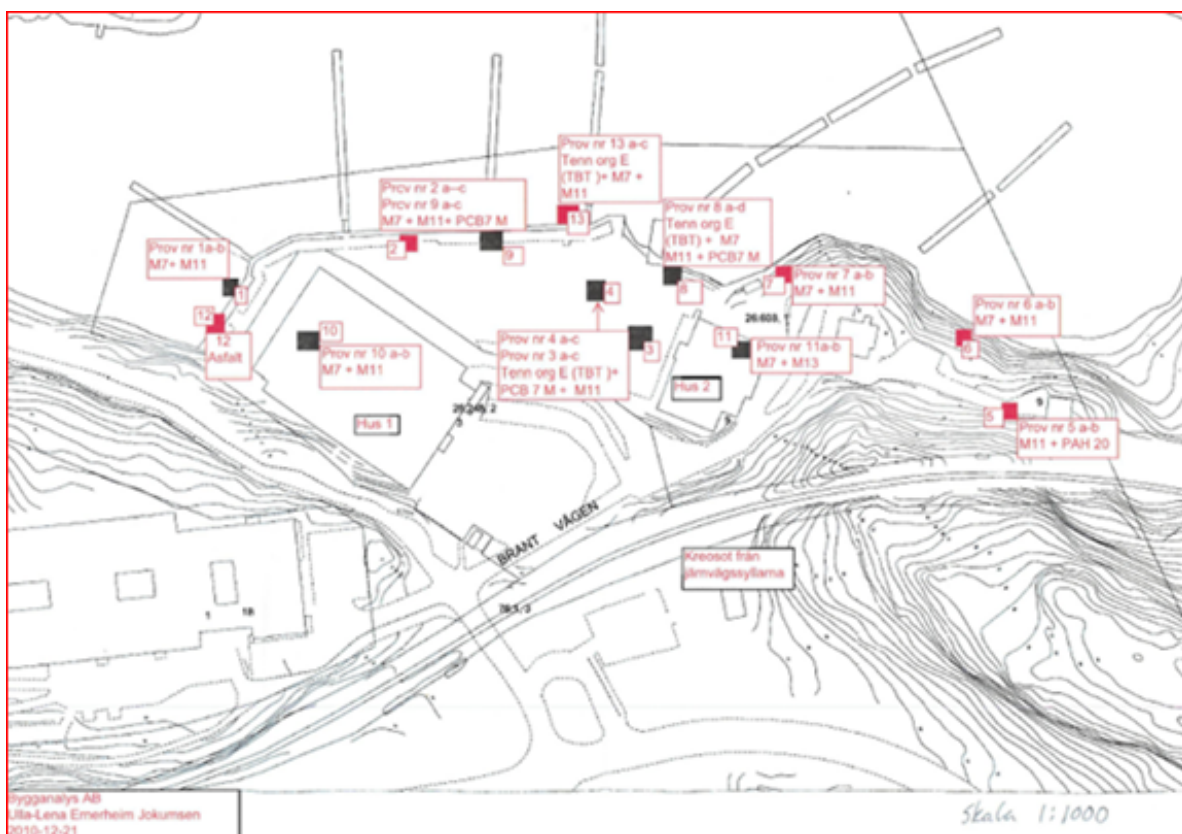 Prov nr 13 a-c
Tenn org E
(TBT )+ M7 +
M11
13
Prcv nr 2 a--c
Prcv nr 9 a-c
M7 + M11+ PCB7 M
2
9
Prov nr 8 a-d
Tenn org E
(TBT) + M7
M11 + PCB7 M
8
Prov nr 1a-b
M7+ M11
1
12
12
Asfalt
10
Prov nr 10 a-b
M7 + M11
4
Prov nr 4 a-c
Prov nr 3 a-c
Tenn org E (TBT )+
PCB 7 M + M11
3
7
Prov nr 7 a-b
M7 + M11
11
Prov nr 11a-b
M7 + M13
Prov nr 6 a-b
M7 + M11
6
5
9
Prov nr 5 a-b
M11 + PAH 20
Hus 1
Hus 2
BRANT VÄGEN
Kreosot från
järnvägssyllarna
1
1B
Bygganalys AB
Ulla-Lena Ernerheim Jokumsen
2010-12-21
Skala 1:1000